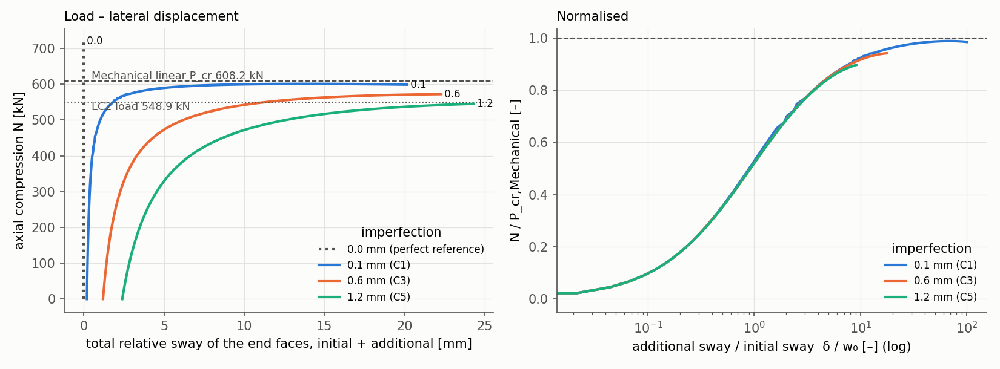 Load – lateral displacement
axial compression N [kN]
700
600
500
400
300
200
100
0
0.0
Mechanical linear P_cr 608.2 kN
0.1
0.6
LC2 load 548.9 kN
1.2
imperfection
0.0 mm (perfect reference)
0.1 mm (C1)
0.6 mm (C3)
1.2 mm (C5)
0 5 10 15 20 25
total relative sway of the end faces, initial + additional [mm]
Normalised
N / P_cr,Mechanical [–]
1.0
0.8
0.6
0.4
0.2
0.0
imperfection
0.1 mm (C1)
0.6 mm (C3)
1.2 mm (C5)
10⁻¹ 10⁰ 10¹ 10²
additional sway / initial sway δ / w₀ [–] (log)